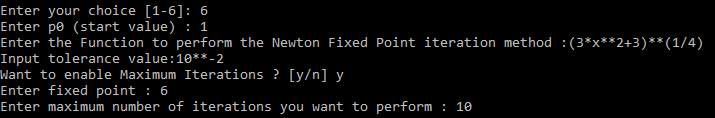 Enter your choice [1-6]: 6
Enter p0 (start value) : 1
Enter the Function to perform the Newton Fixed Point iteration method :(3*x**2+3)**(1/4)
Input tolerance value:10**-2
Want to enable Maximum Iterations ? [y/n] y
Enter fixed point : 6
Enter maximum number of iterations you want to perform : 10